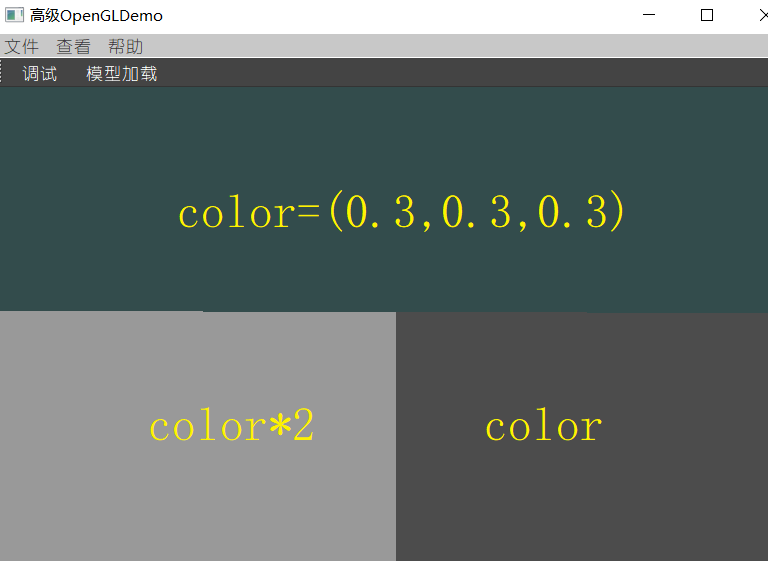 高级OpenGLDemo
文件 查看 帮助
调试 模型加载
color=(0.3,0.3,0.3)
color*2 color